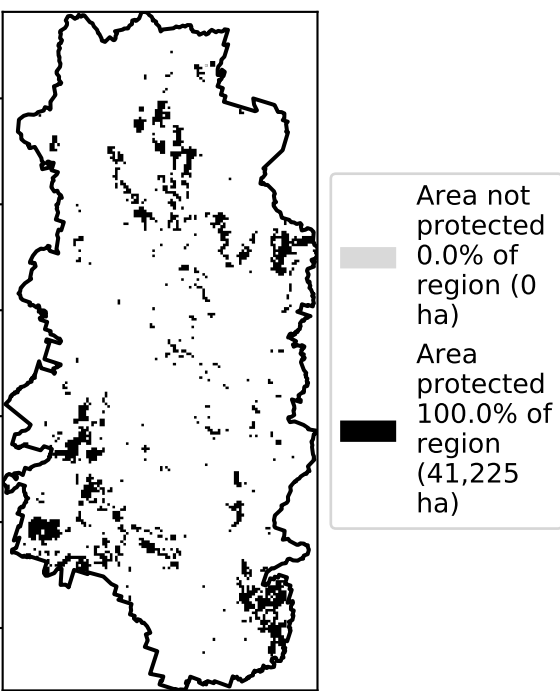 Area not
protected
0.0% of
region (0
ha)
Area
protected
100.0% of
region
(41,225
ha)